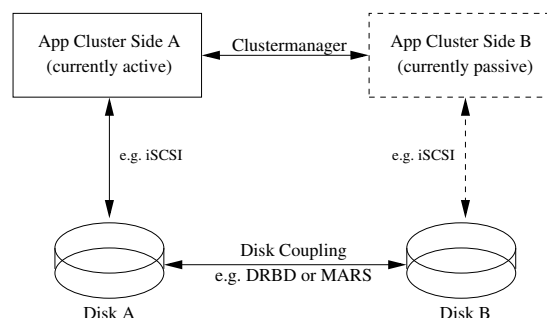 App Cluster Side A
(currently active)
Clustermanager
App Cluster Side B
(currently passive)
e.g. iSCSI
e.g. iSCSI
Disk Coupling
e.g. DRBD or MARS
Disk A
Disk B